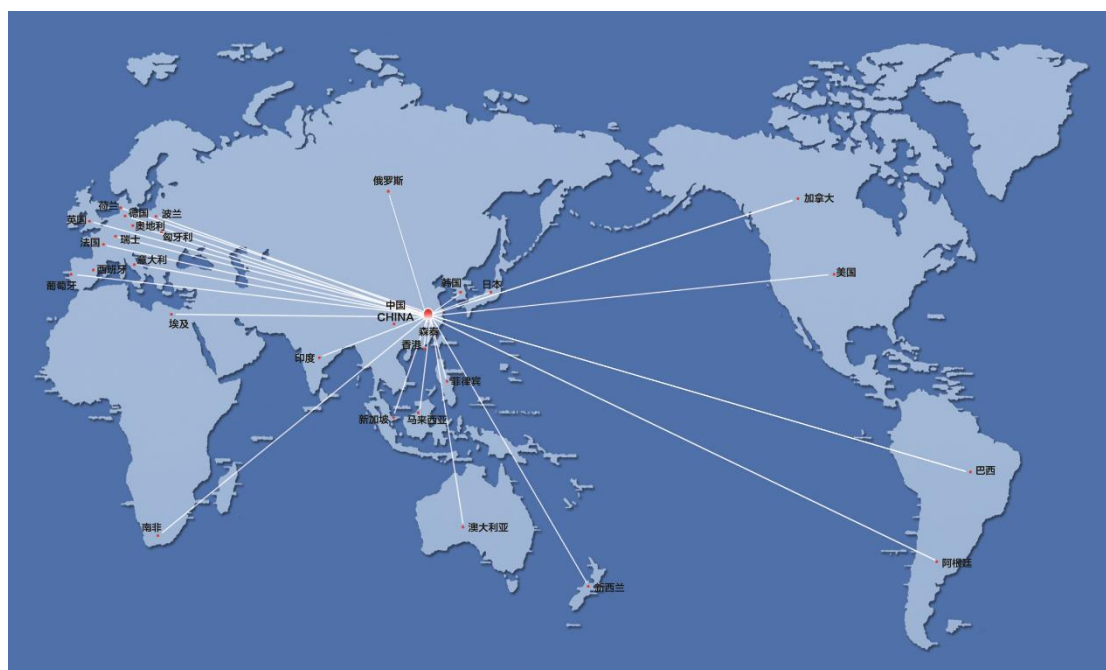 俄罗斯
加拿大
荷兰
德国
波兰
英国
奥地利
匈牙利
法国
瑞士
意大利
西班牙
葡萄牙
韩国
日本
美国
中国
CHINA
埃及
森泰
香港
印度
菲律宾
新加坡
马来西亚
巴西
南非
澳大利亚
阿根廷
新西兰